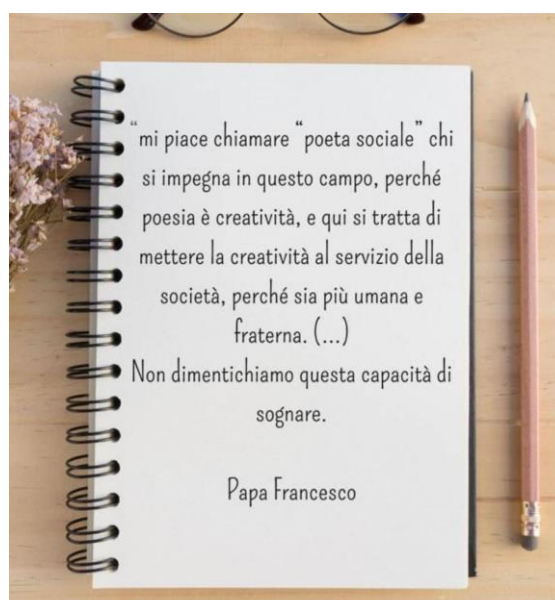 “mi piace chiamare “poeta sociale” chi
si impegna in questo campo, perché
poesia è creatività, e qui si tratta di
mettere la creatività al servizio della
società, perché sia più umana e
fraterna. (...)
Non dimentichiamo questa capacità di
sognare.
Papa Francesco